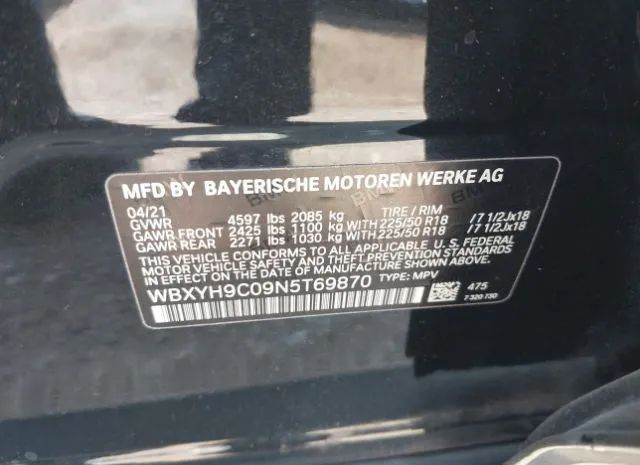 MFD BY BAYERISCHE MOTOREN WERKE AG
04/21 TIRE / RIM
GVWR 4597 lbs 2085 kg
GAWR FRONT 2425 lbs 1100 kg WITH 225/50 R18 /7 1/2Jx18
GAWR REAR 2271 lbs 1030 kg WITH 225/50 R18 /7 1/2Jx18
THIS VEHICLE CONFORMS TO ALL APPLICABLE U.S. FEDERAL
MOTOR VEHICLE SAFETY AND THEFT PREVENTION STANDARDS
IN EFFECT ON THE DATE OF MANUFACTURE SHOWN ABOVE.
WBXYH9C09N5T69870 TYPE: MPV
475
7 320 730